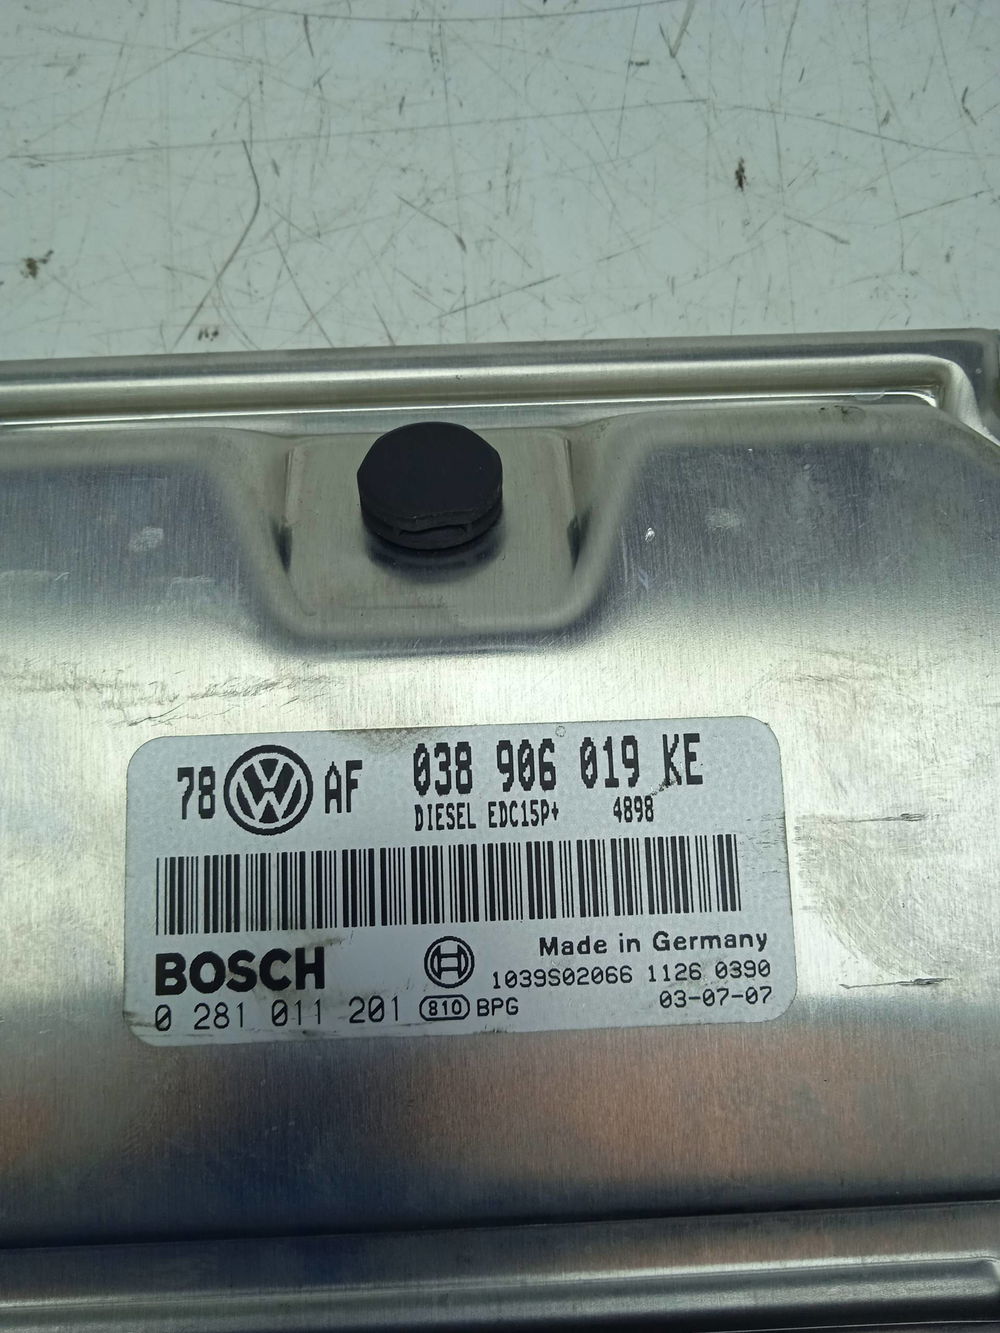 78 AF 038 906 019 KE
DIESEL EDC15P+ 4898
BOSCH Made in Germany
1039S02066 1126 0390
0 281 011 201 810 BPG 03-07-07